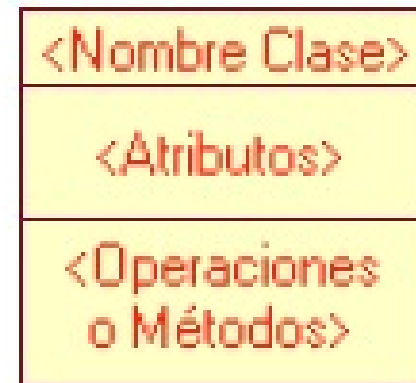 <Nombre Clase>
<Atributos>
<Operaciones
o Métodos>